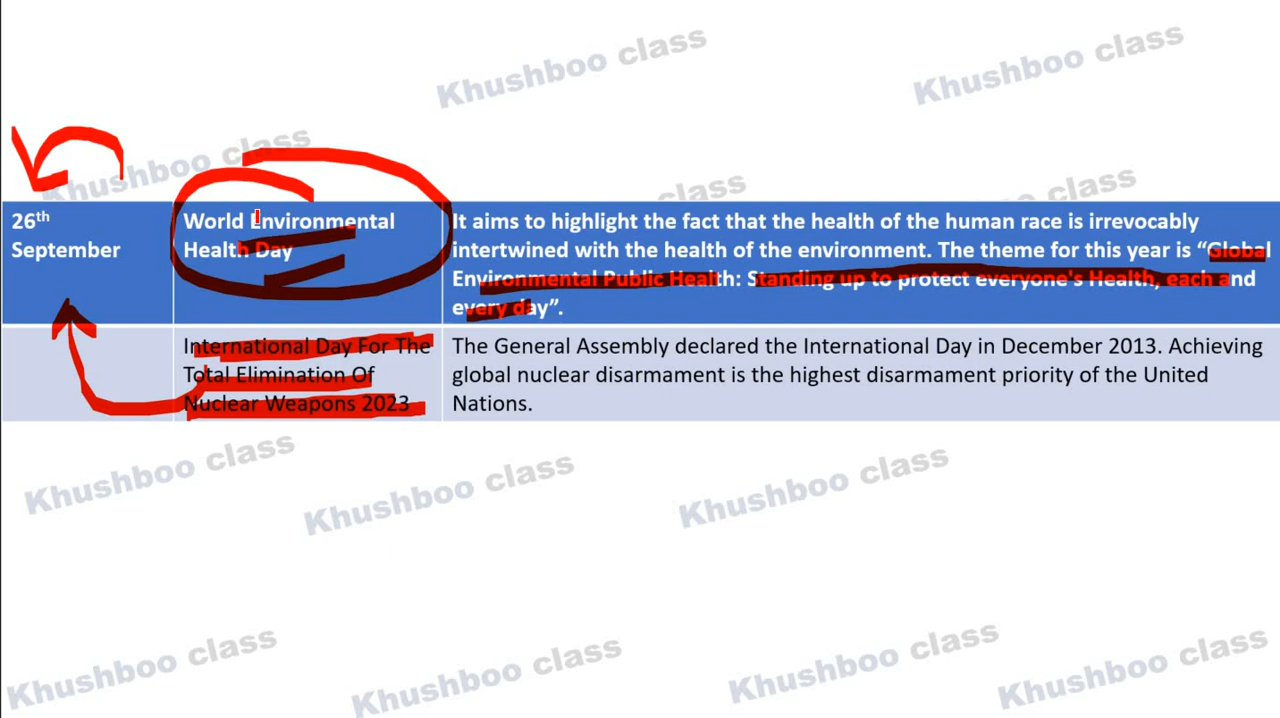 Khushboo class
Khushboo class
Khushboo class
class
class
26th
September
World Environmental
Health Day
It aims to highlight the fact that the health of the human race is irrevocably
intertwined with the health of the environment. The theme for this year is “Global
Environmental Public Health: Standing up to protect everyone's Health, each and
every day”.
International Day For The
Total Elimination Of
Nuclear Weapons 2023
The General Assembly declared the International Day in December 2013. Achieving
global nuclear disarmament is the highest disarmament priority of the United
Nations.
Khushboo class
Khushboo class
Khushboo class
Khushboo class
Khushboo class
Khushboo class
Khushboo class